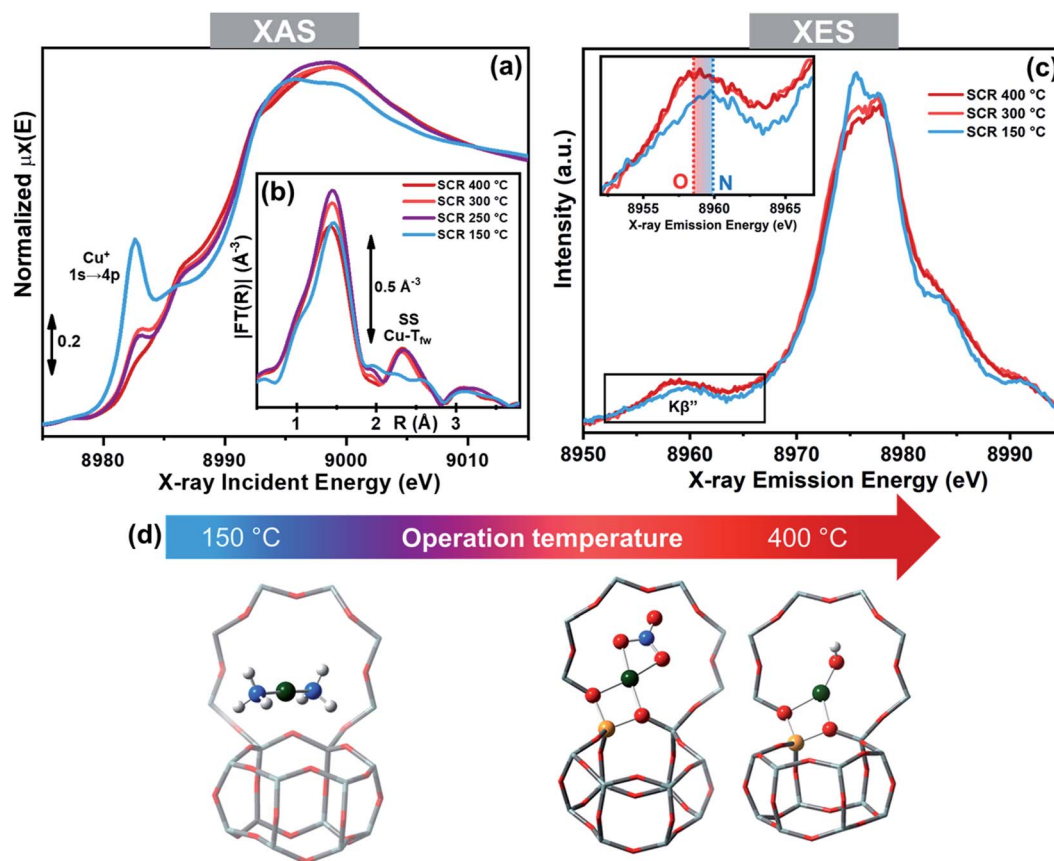 XAS
XES
(a)
Normalized μx(E)
Cu⁺
1s→4p
0.2
8980
8990
9000
9010
X-ray Incident Energy (eV)
(b)
SCR 400 °C
SCR 300 °C
SCR 250 °C
SCR 150 °C
|FT(R)| (Å⁻³)
0.5 Å⁻³
SS
Cu-Tfw
1
2
3
R (Å)
(c)
SCR 400 °C
SCR 300 °C
SCR 150 °C
O
N
8955
8960
8965
X-ray Emission Energy (eV)
Intensity (a.u.)
Kβ’’
8950
8960
8970
8980
8990
X-ray Emission Energy (eV)
(d)
150 °C
Operation temperature
400 °C